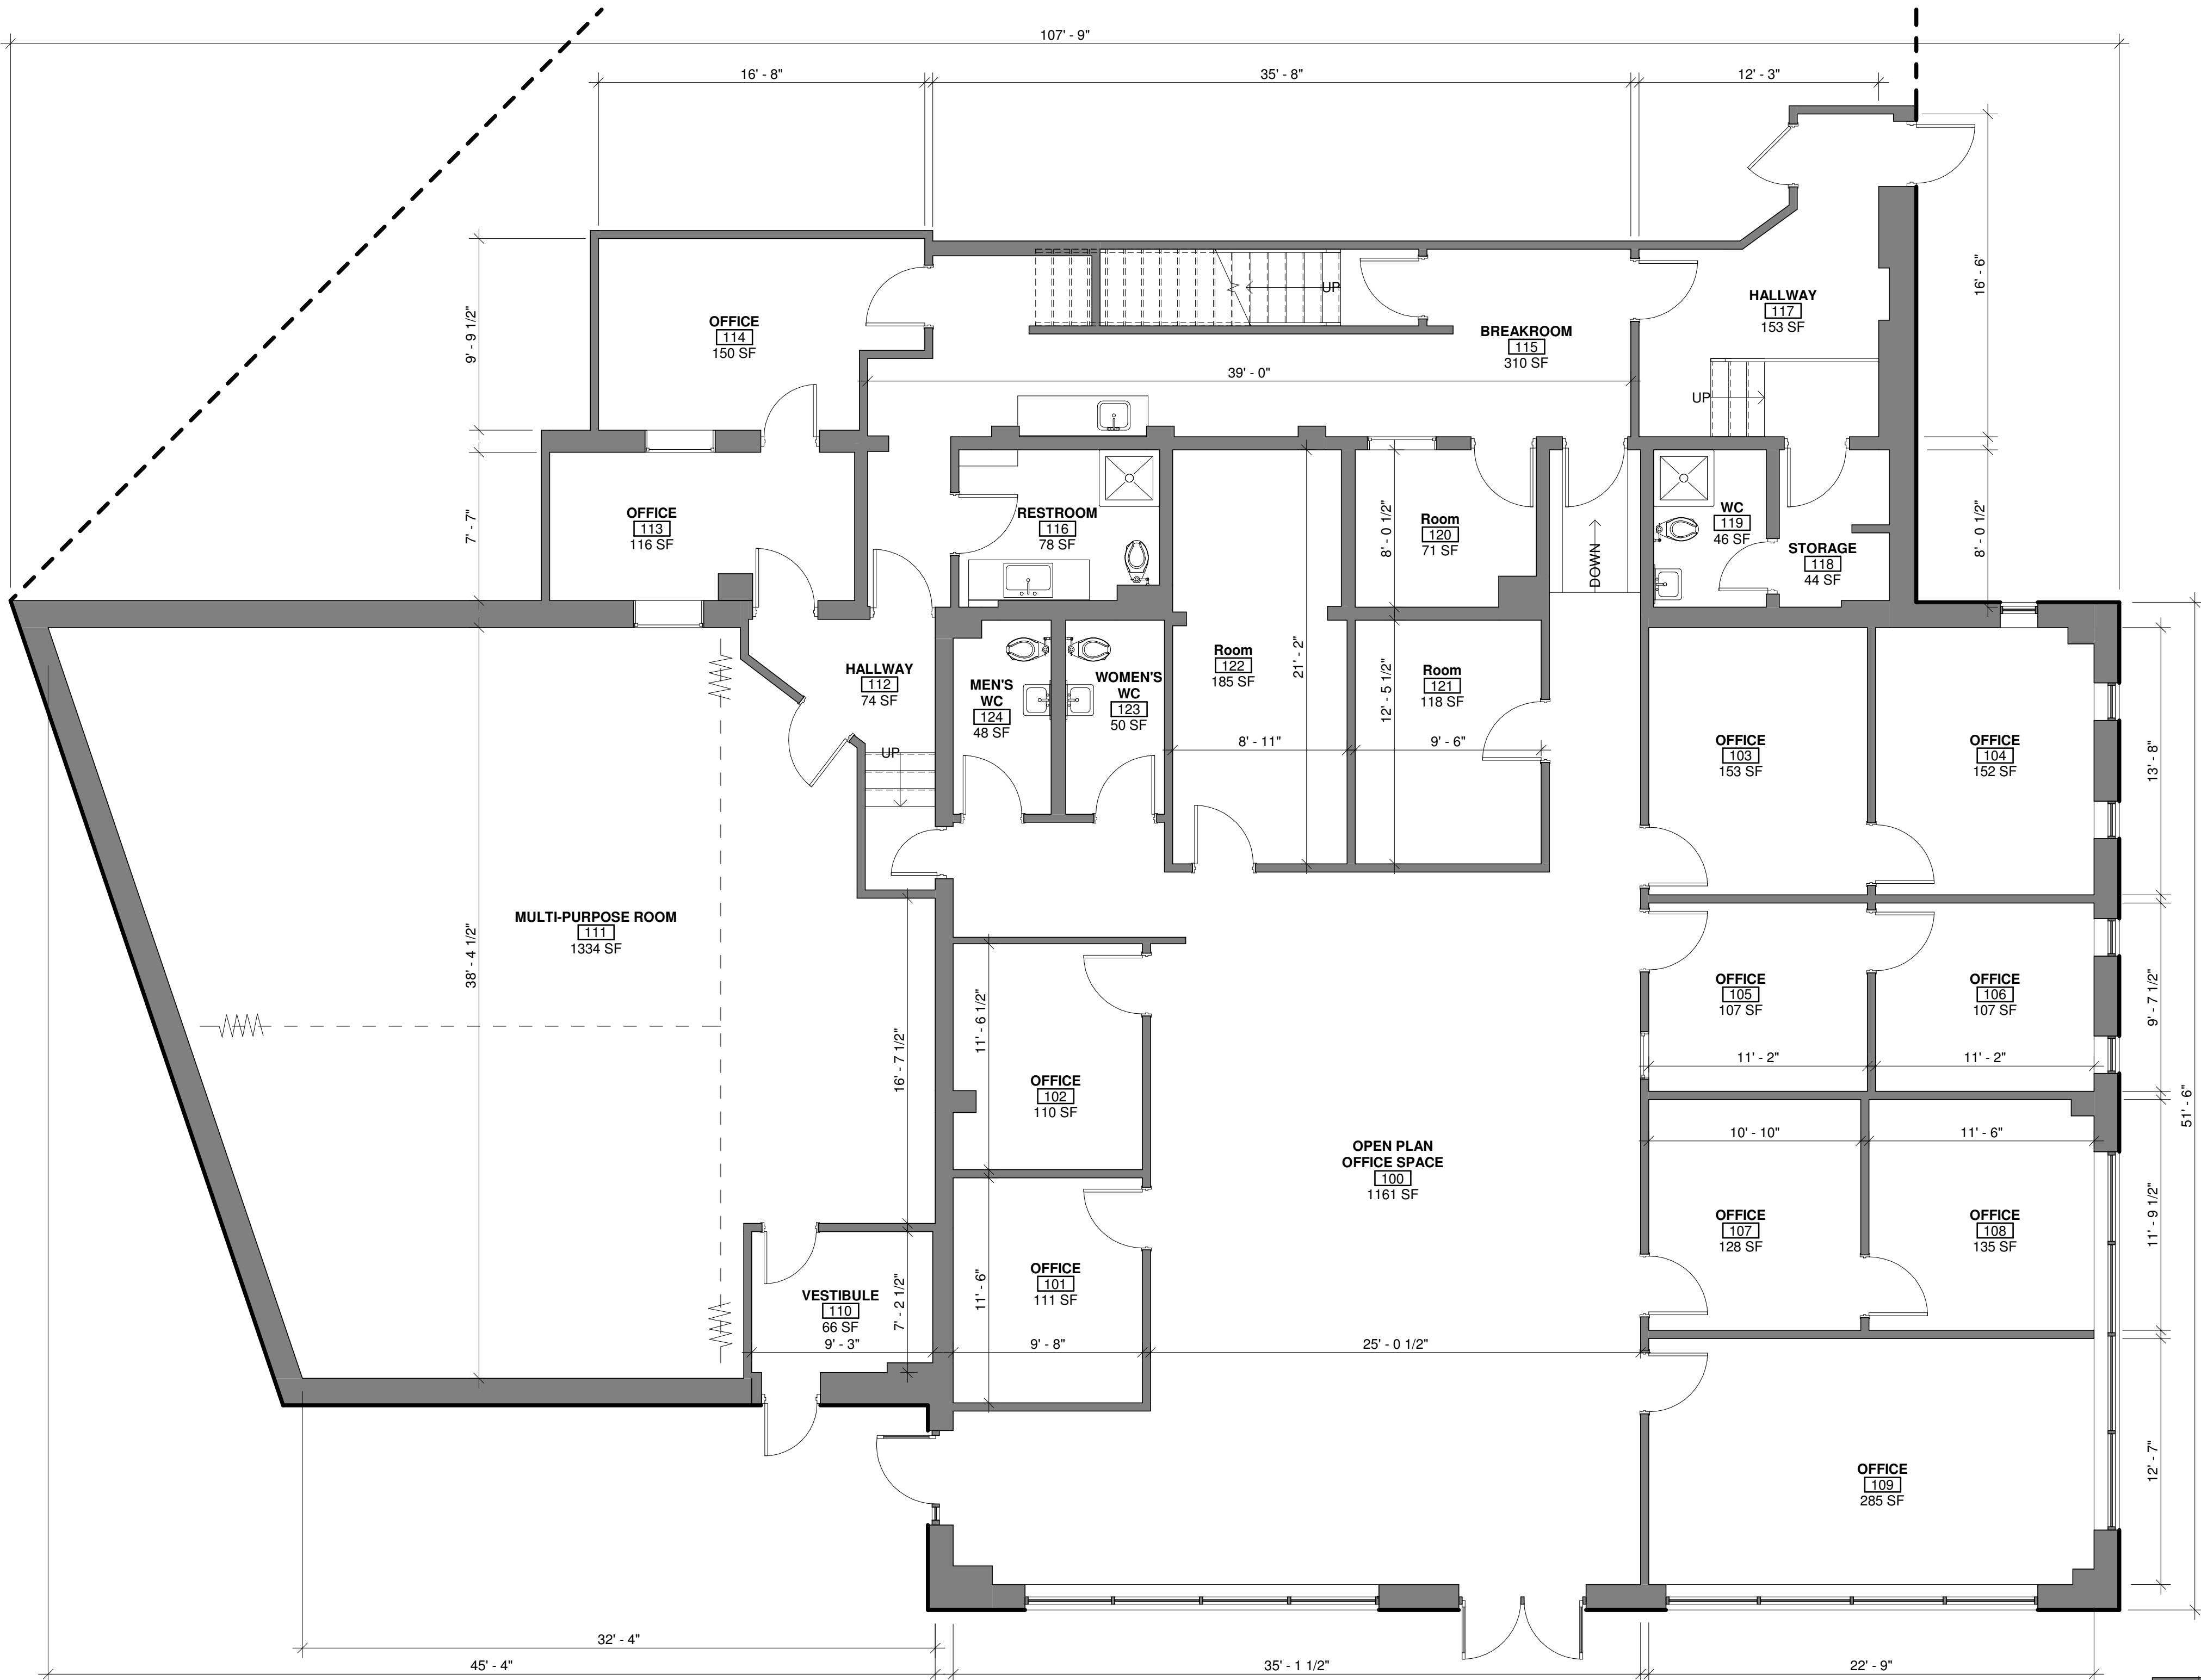 107' - 9"
16' - 8"
35' - 8"
12' - 3"
16' - 6"
9' - 9 1/2"
OFFICE
114
150 SF
UP
BREAKROOM
115
310 SF
39' - 0"
HALLWAY
117
153 SF
UP
7' - 7"
OFFICE
113
116 SF
RESTROOM
116
78 SF
8' - 0 1/2"
Room
120
71 SF
DOWN
WC
119
46 SF
STORAGE
118
44 SF
8' - 0 1/2"
HALLWAY
112
74 SF
UP
MEN'S
WC
124
48 SF
WOMEN'S
WC
123
50 SF
Room
122
185 SF
21' - 2"
8' - 11"
12' - 5 1/2"
Room
121
118 SF
9' - 6"
OFFICE
103
153 SF
OFFICE
104
152 SF
13' - 8"
MULTI-PURPOSE ROOM
111
1334 SF
38' - 4 1/2"
16' - 7 1/2"
11' - 6 1/2"
OFFICE
102
110 SF
OFFICE
105
107 SF
11' - 2"
OFFICE
106
107 SF
11' - 2"
9' - 7 1/2"
51' - 6"
OPEN PLAN
OFFICE SPACE
100
1161 SF
10' - 10"
11' - 6"
OFFICE
107
128 SF
OFFICE
108
135 SF
11' - 9 1/2"
VESTIBULE
110
66 SF
7' - 2 1/2"
9' - 3"
11' - 6"
OFFICE
101
111 SF
9' - 8"
25' - 0 1/2"
OFFICE
109
285 SF
12' - 7"
32' - 4"
45' - 4"
35' - 1 1/2"
22' - 9"